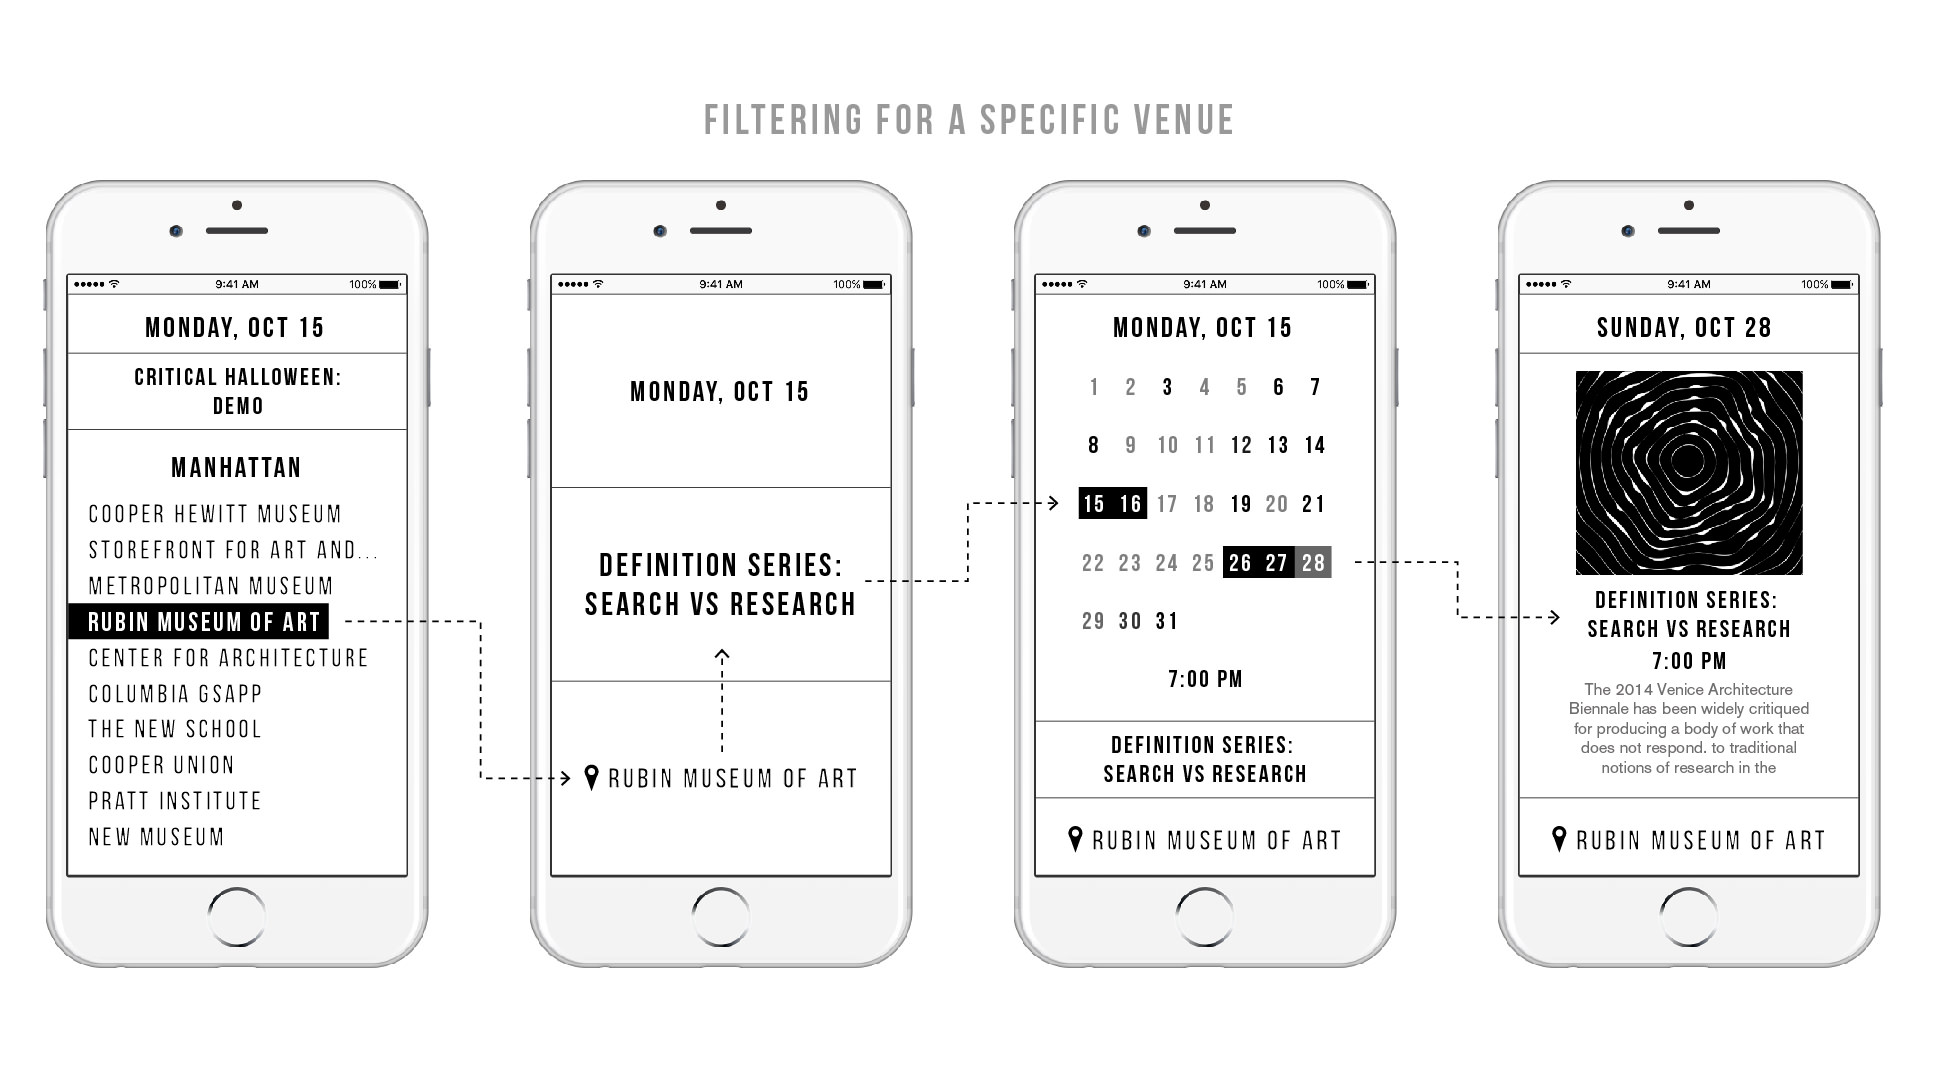 FILTERING FOR A SPECIFIC VENUE
9:41 AM
100%
MONDAY, OCT 15
CRITICAL HALLOWEEN:
DEMO
MANHATTAN
COOPER HEWITT MUSEUM
STOREFRONT FOR ART AND...
METROPOLITAN MUSEUM
RUBIN MUSEUM OF ART
CENTER FOR ARCHITECTURE
COLUMBIA GSAPP
THE NEW SCHOOL
COOPER UNION
PRATT INSTITUTE
NEW MUSEUM
9:41 AM
100%
MONDAY, OCT 15
DEFINITION SERIES:
SEARCH VS RESEARCH
RUBIN MUSEUM OF ART
9:41 AM
100%
MONDAY, OCT 15
1 2 3 4 5 6 7
8 9 10 11 12 13 14
15 16 17 18 19 20 21
22 23 24 25 26 27 28
29 30 31
7:00 PM
DEFINITION SERIES:
SEARCH VS RESEARCH
RUBIN MUSEUM OF ART
9:41 AM
100%
SUNDAY, OCT 28
DEFINITION SERIES:
SEARCH VS RESEARCH
7:00 PM
The 2014 Venice Architecture
Biennale has been widely critiqued
for producing a body of work that
does not respond. to traditional
notions of research in the
RUBIN MUSEUM OF ART